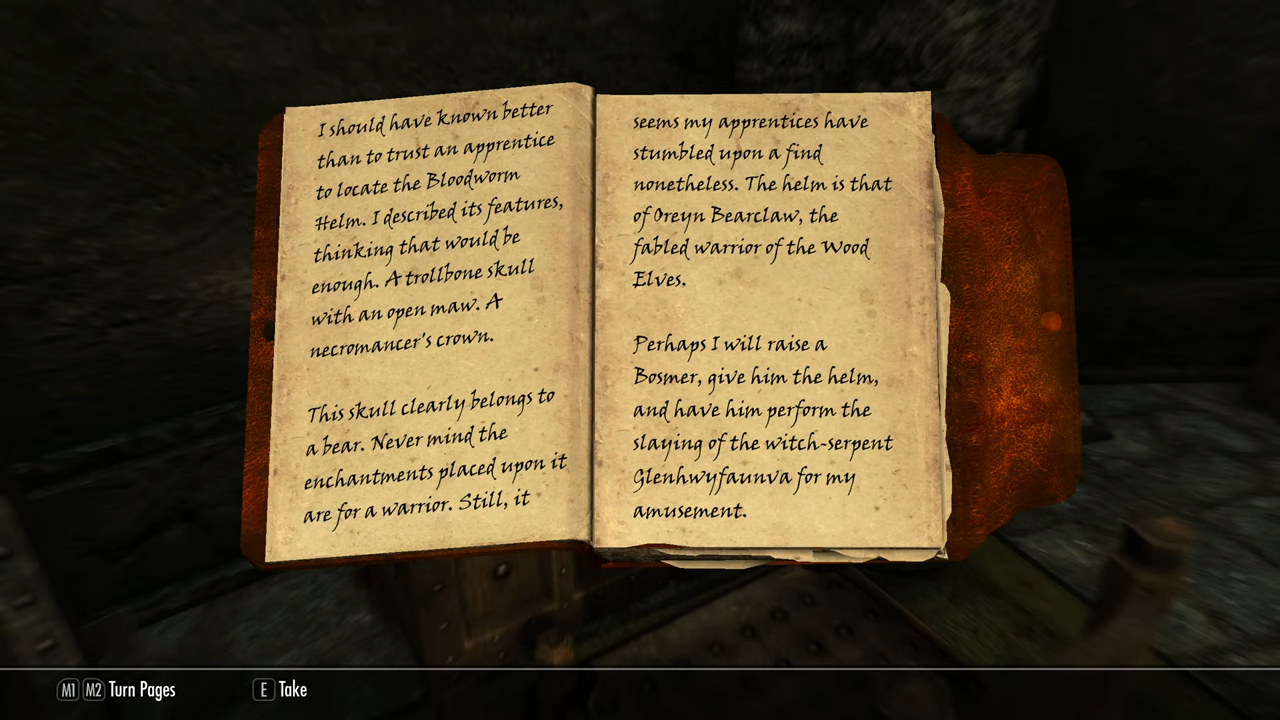 I should have known better
than to trust an apprentice
to locate the Bloodworm
Helm. I described its features,
thinking that would be
enough. A trollbone skull
with an open maw. A
necromancer's crown.
This skull clearly belongs to
a bear. Never mind the
enchantments placed upon it
are for a warrior. Still, it
seems my apprentices have
stumbled upon a find
nonetheless. The helm is that
of Oreyn Bearclaw, the
fabled warrior of the Wood
Elves.
Perhaps I will raise a
Bosmer, give him the helm,
and have him perform the
slaying of the witch-serpent
Glenhwyfaunva for my
amusement.
M1 M2 Turn Pages E Take